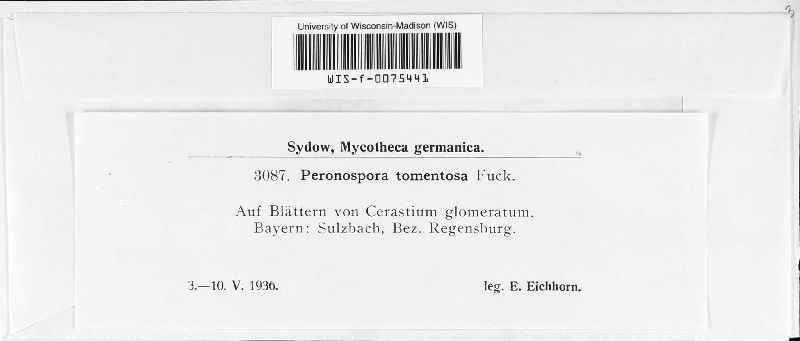 3
University of Wisconsin-Madison (WIS)
WIS-f-0075441
Sydow, Mycotheca germanica.
3087. Peronospora tomentosa Fuck.
Auf Blättern von Cerastium glomeratum.
Bayern: Sulzbach, Bez. Regensburg.
3.—10. V. 1936. leg. E. Eichhorn.